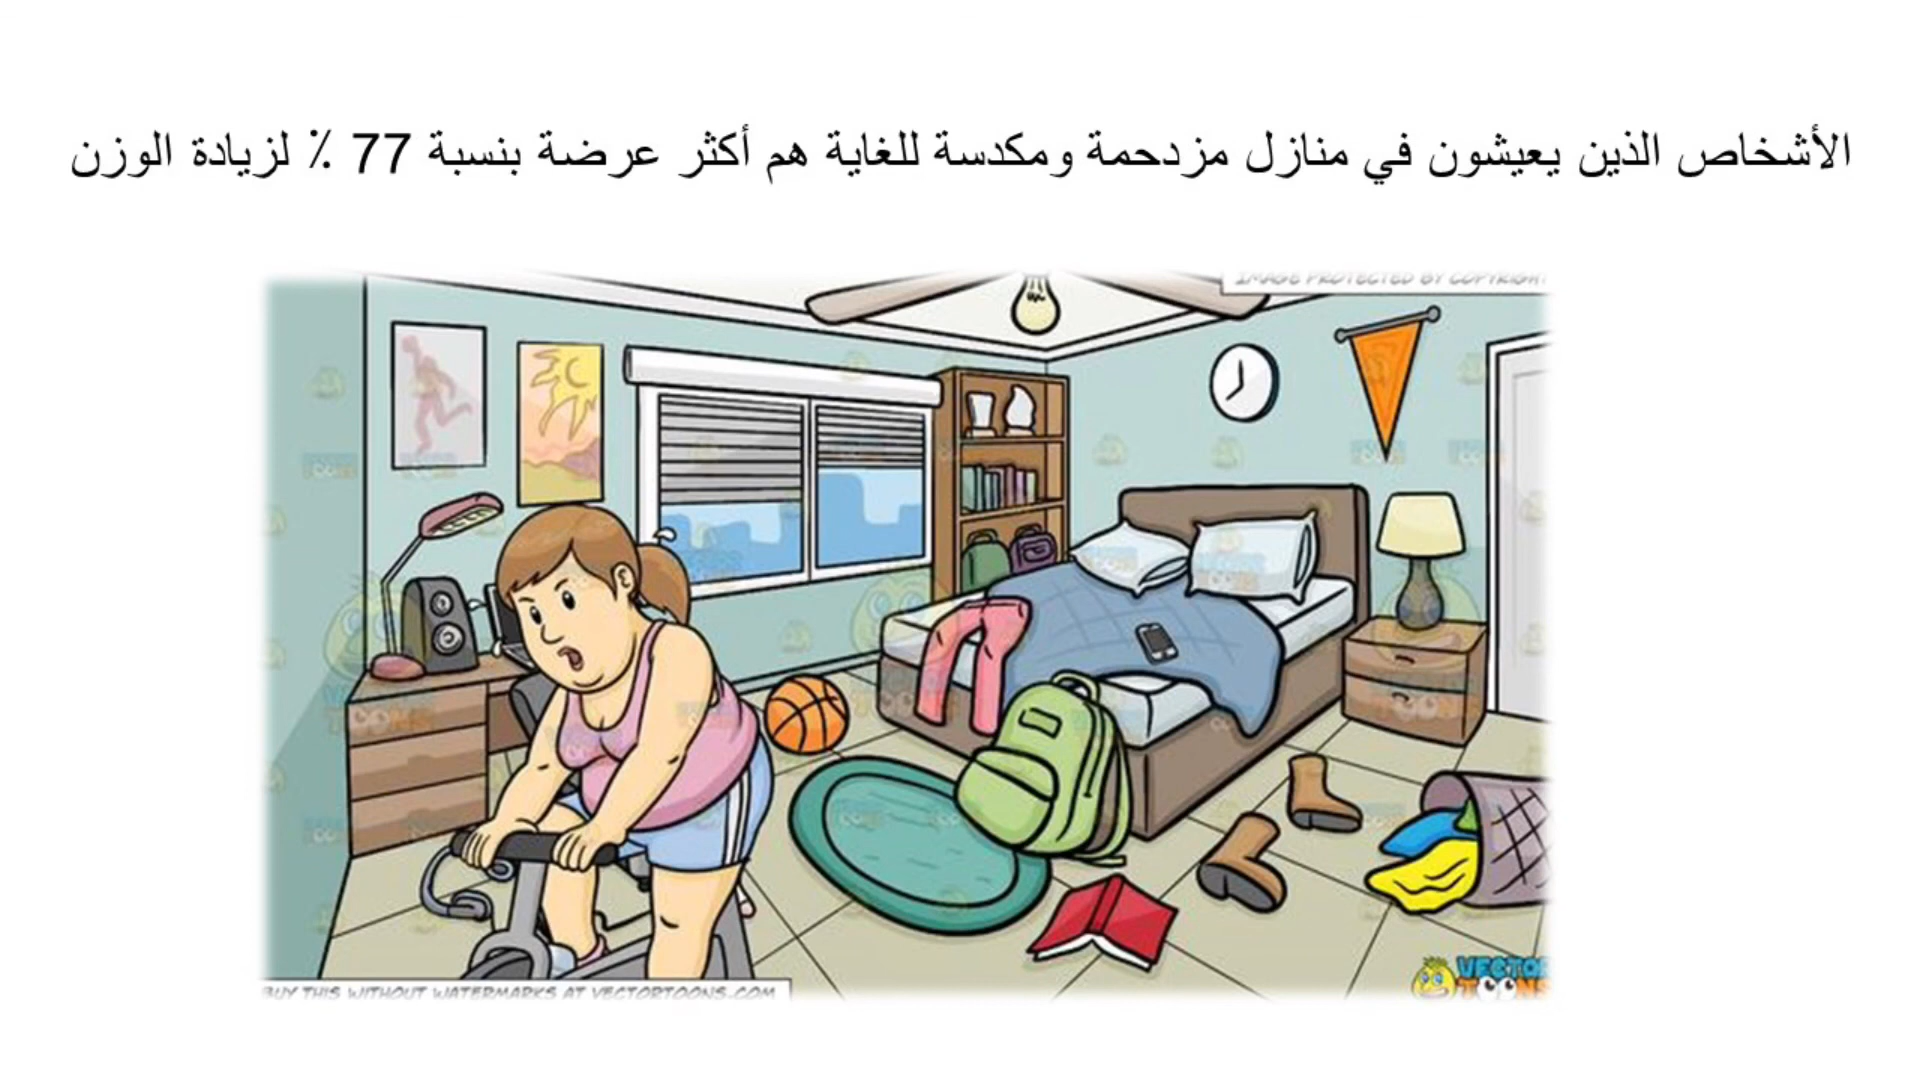 الأشخاص الذين يعيشون في منازل مزدحمة ومكدسة للغاية هم أكثر عرضة بنسبة 77 ٪ لزيادة الوزن
IMAGE PROTECTED BY COPYRIGHT
BUY THIS WITHOUT WATERMARKS AT VECTORTOONS.COM
VECTOR
TOONS